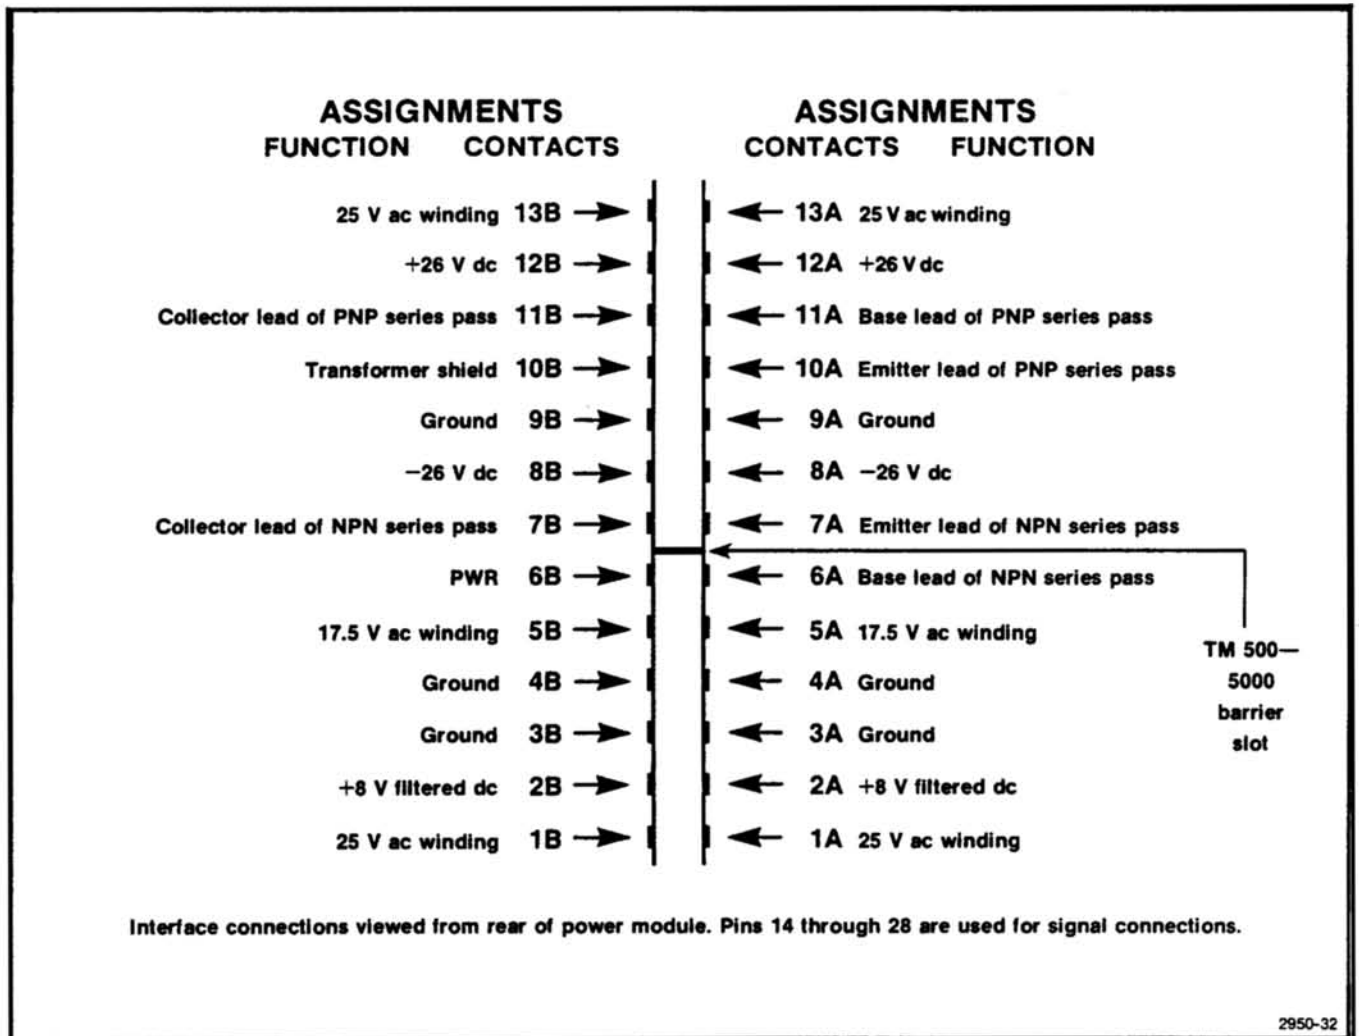 ASSIGNMENTS ASSIGNMENTS
FUNCTION CONTACTS CONTACTS FUNCTION
25 V ac winding 13B 13A 25 V ac winding
+26 V dc 12B 12A +26 V dc
Collector lead of PNP series pass 11B 11A Base lead of PNP series pass
Transformer shield 10B 10A Emitter lead of PNP series pass
Ground 9B 9A Ground
−26 V dc 8B 8A −26 V dc
Collector lead of NPN series pass 7B 7A Emitter lead of NPN series pass
PWR 6B 6A Base lead of NPN series pass
17.5 V ac winding 5B 5A 17.5 V ac winding
TM 500—
Ground 4B 4A Ground
5000
barrier
Ground 3B 3A Ground
slot
+8 V filtered dc 2B 2A +8 V filtered dc
25 V ac winding 1B 1A 25 V ac winding
Interface connections viewed from rear of power module. Pins 14 through 28 are used for signal connections.
2950-32